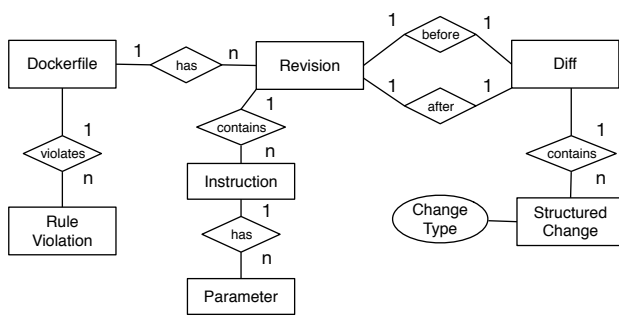 1
1
before
Dockerfile
1
has
n
Revision
Diff
1
1
after
1
1
1
violates
contains
contains
n
n
n
Rule
Violation
Instruction
Change
Type
Structured
Change
1
has
n
Parameter